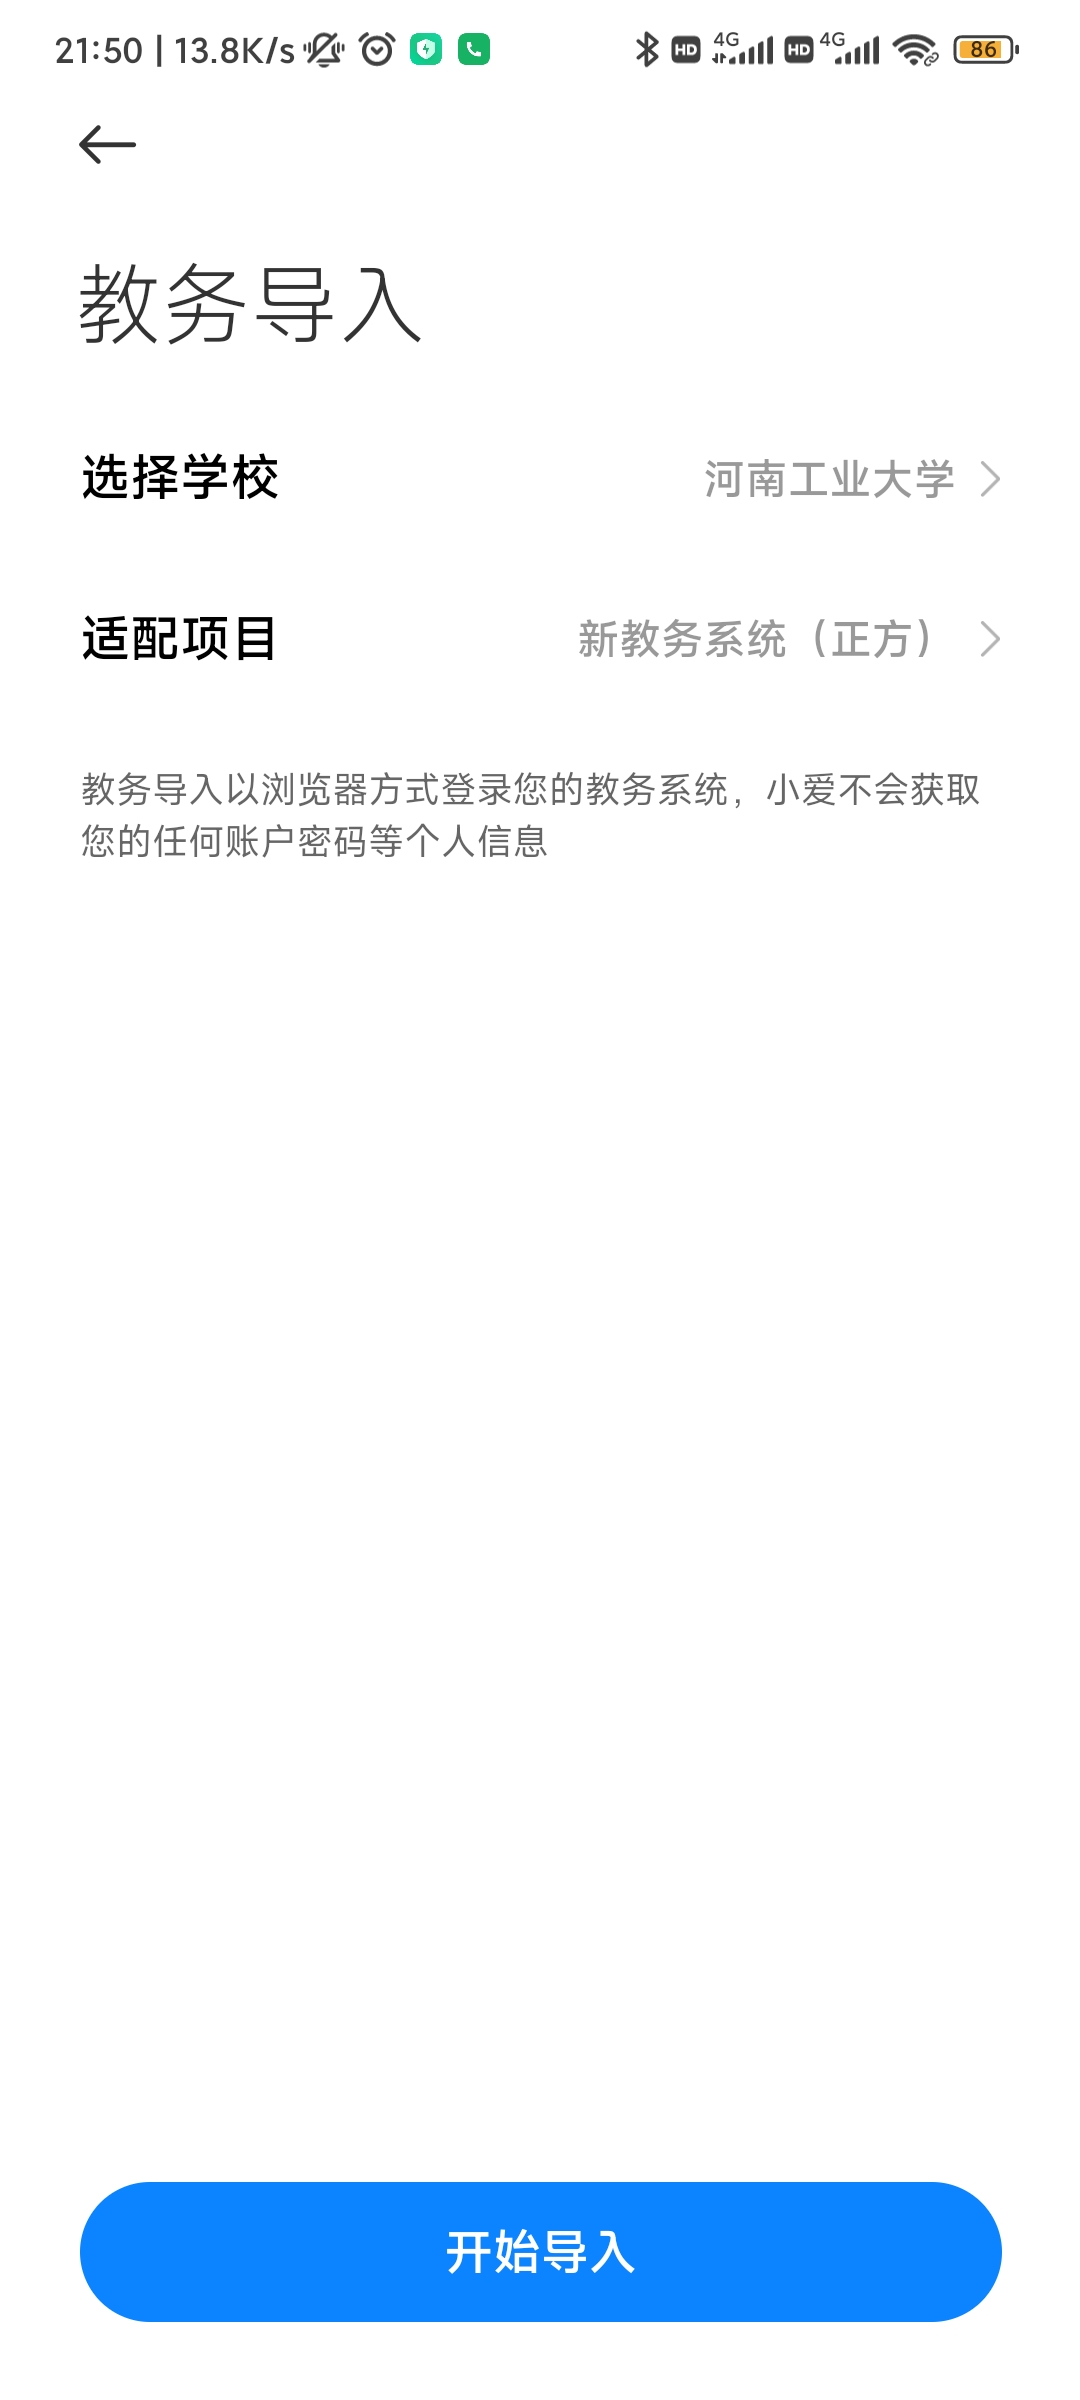 21:50 | 13.8K/s HD 4G HD 4G 86
教务导入
选择学校 河南工业大学
适配项目 新教务系统（正方）
教务导入以浏览器方式登录您的教务系统，小爱不会获取
您的任何账户密码等个人信息
开始导入